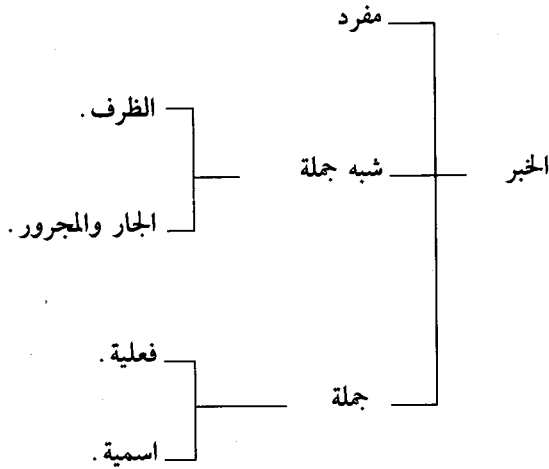 مفرد
الظرف .
الخبر
شبه جملة
الجار والمجرور .
فعلية .
جملة
اسمية .